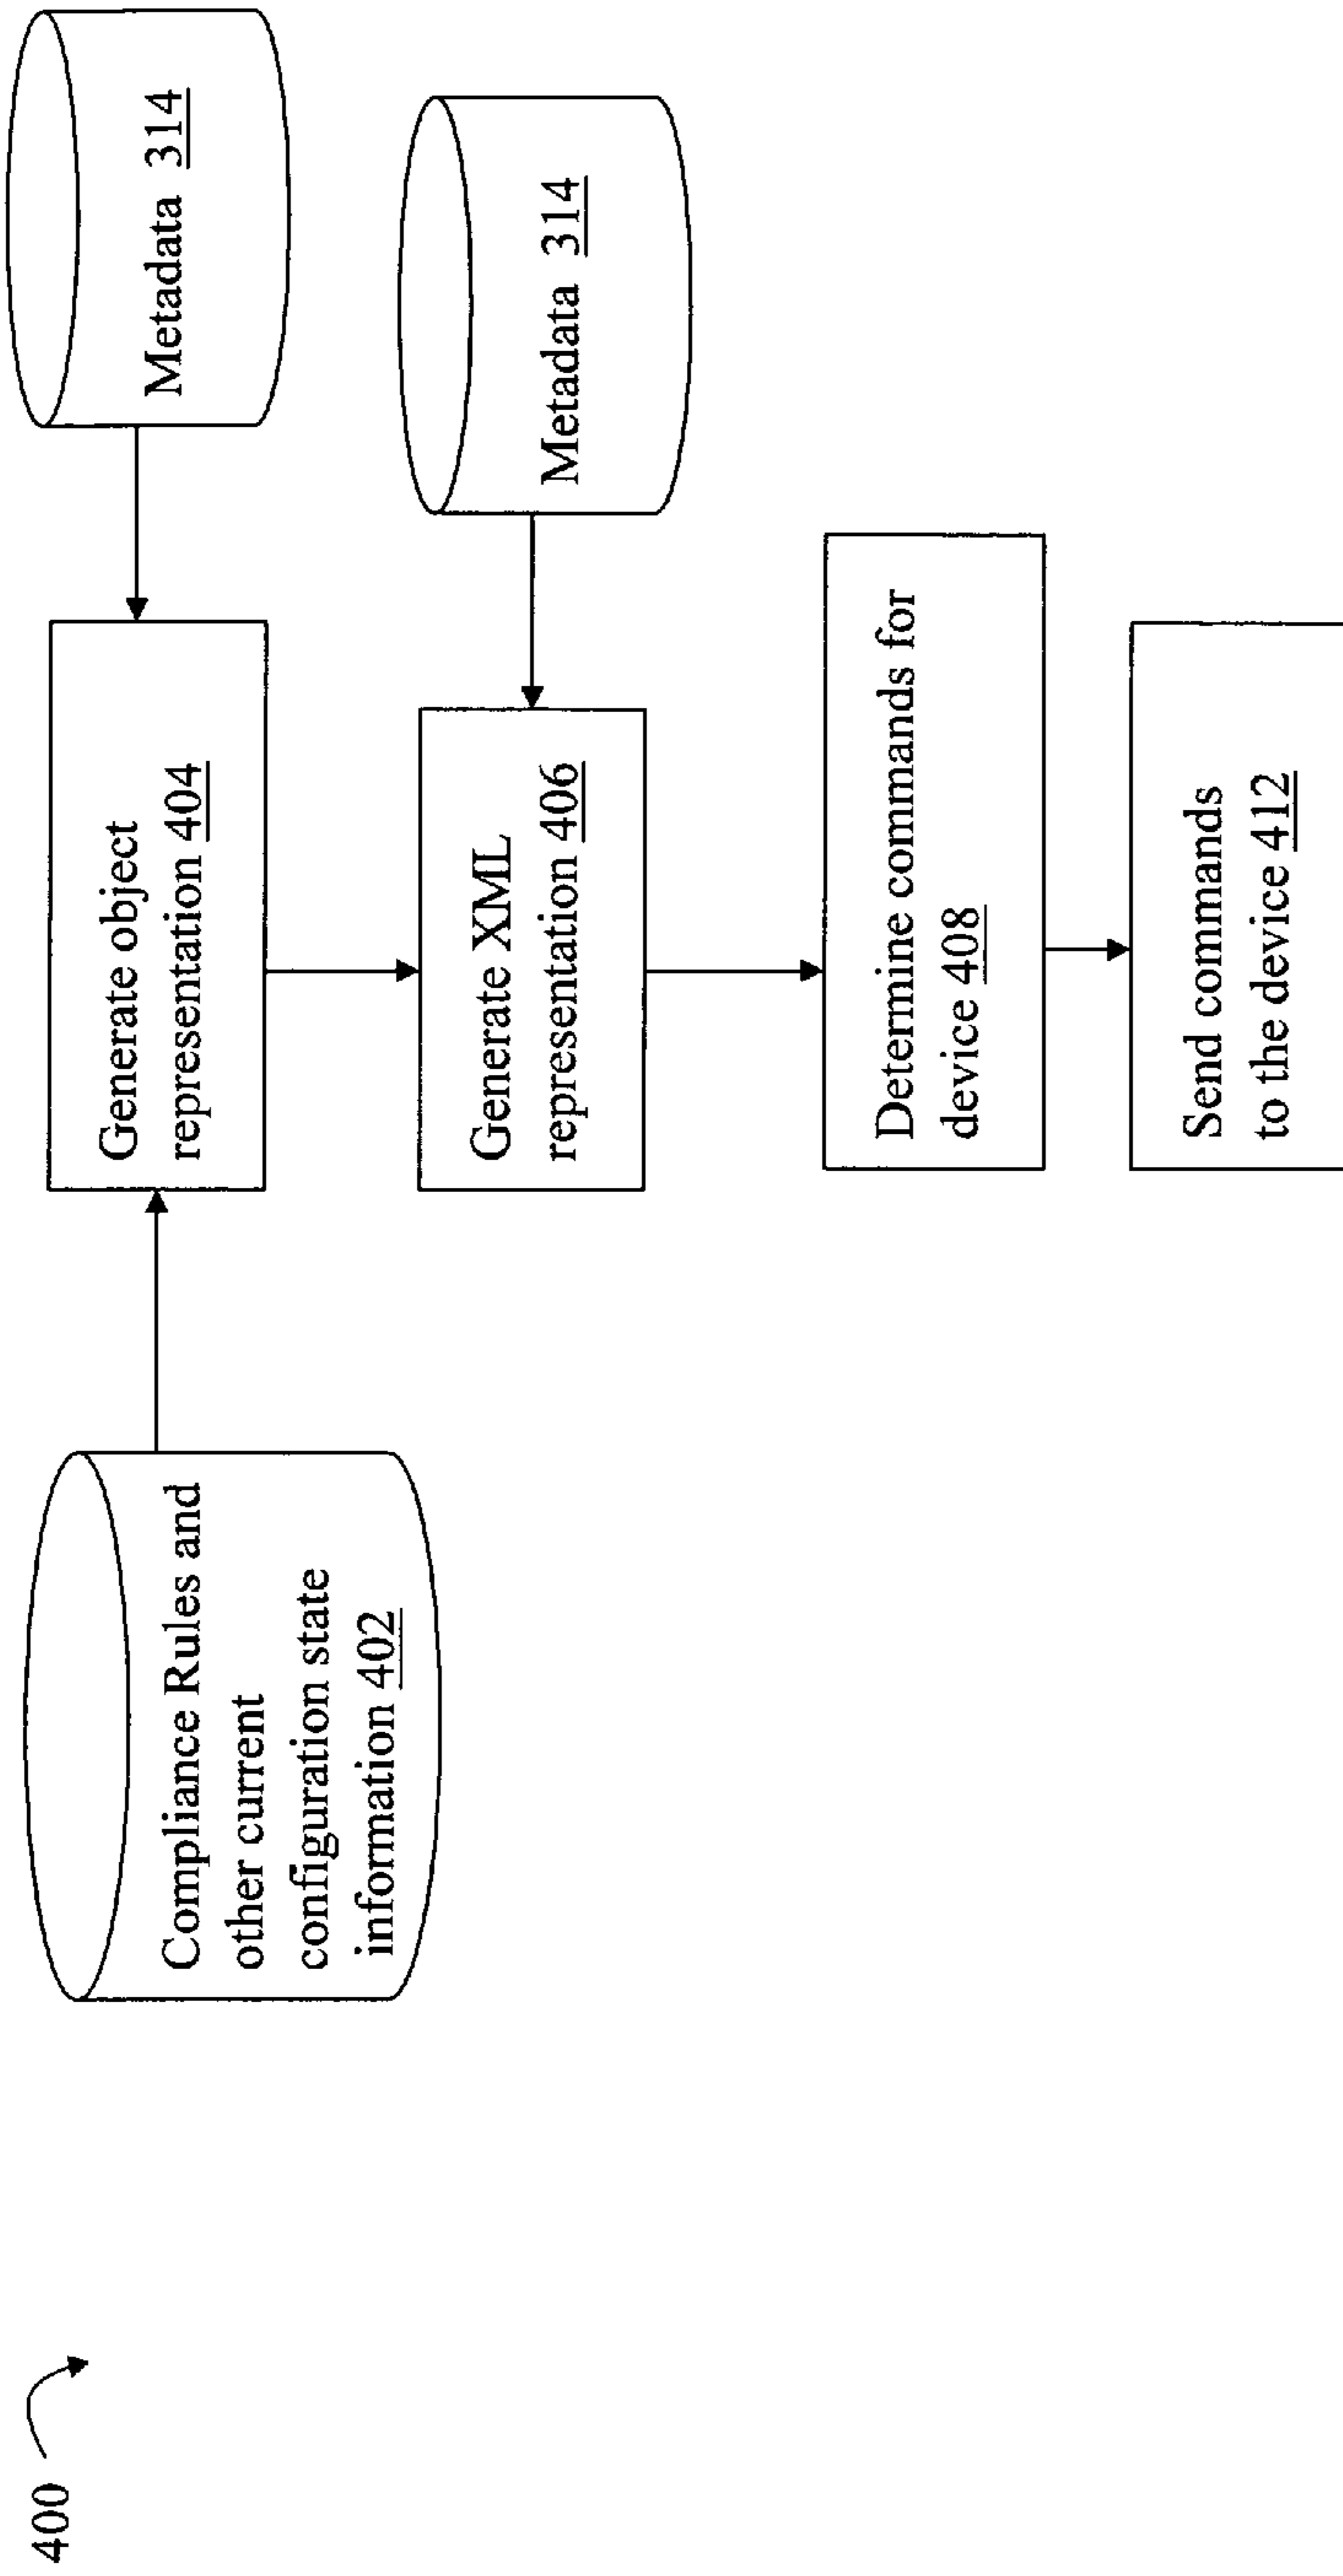 400
Compliance Rules and
other current
configuration state
information 402
Generate object
representation 404
Metadata 314
Generate XML
representation 406
Metadata 314
Determine commands for
device 408
Send commands
to the device 412